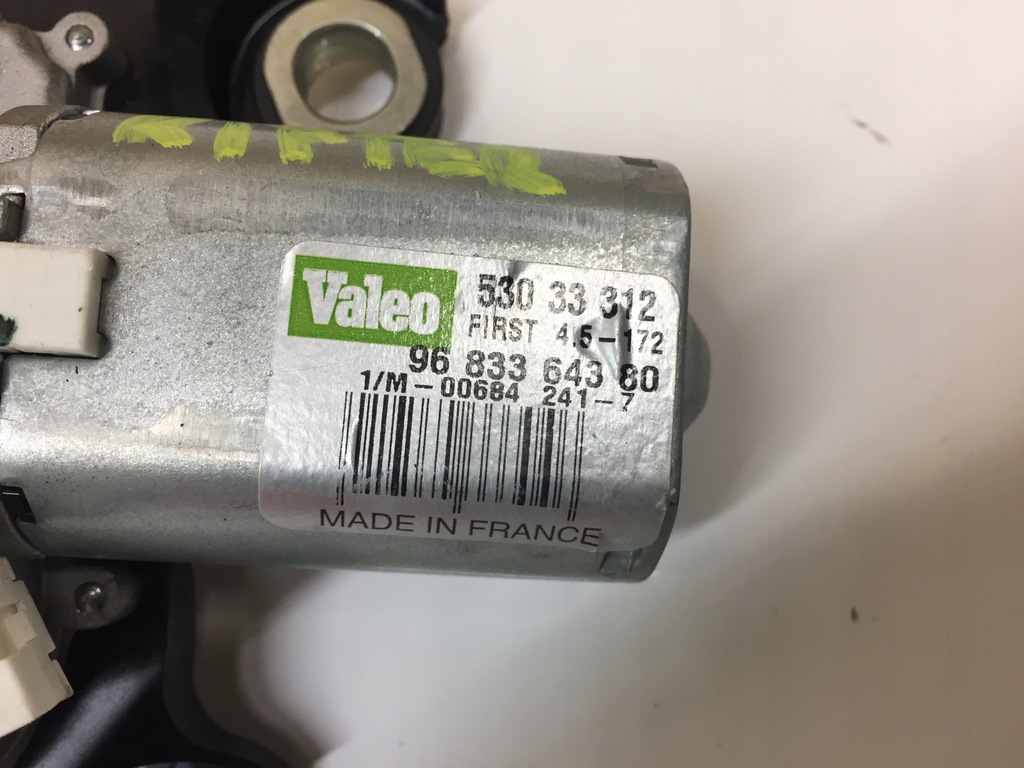 Valeo 530 33 312
FIRST 4.5-172
96 833 643 80
1/M-00684 241-7
MADE IN FRANCE